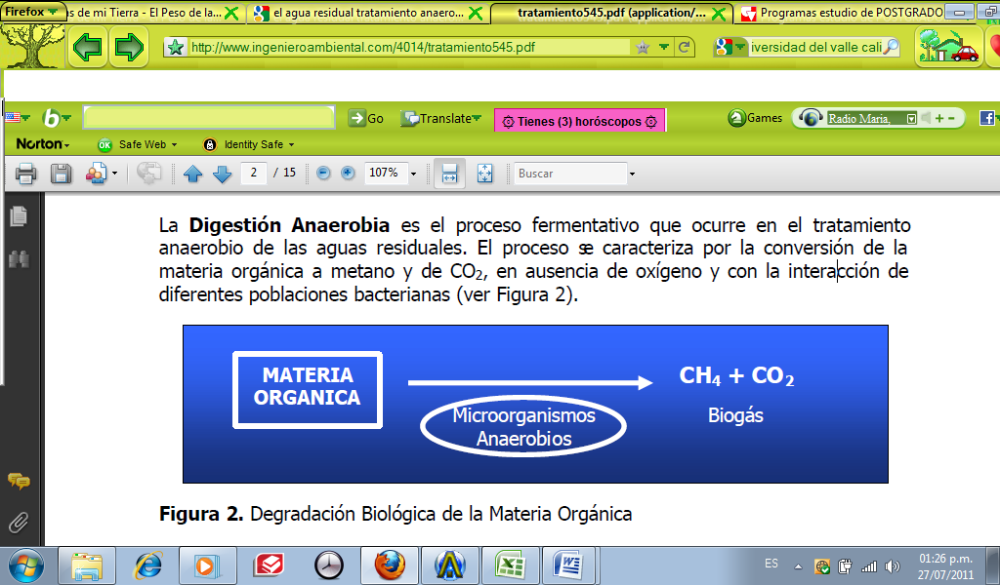 Firefox
as de mi Tierra - El Peso de la...
el agua residual tratamiento anaero...
tratamiento545.pdf (application/...
Programas estudio de POSTGRADO
http://www.ingenieroambiental.com/4014/tratamiento545.pdf
iversidad del valle cali
b
Go
Translate
Tienes (3) horóscopos
Games
Radio Maria,
f
Norton
OK
Safe Web
Identity Safe
2 / 15
107%
Buscar
La Digestión Anaerobia es el proceso fermentativo que ocurre en el tratamiento
anaerobio de las aguas residuales. El proceso se caracteriza por la conversión de la
materia orgánica a metano y de CO₂, en ausencia de oxígeno y con la interacción de
diferentes poblaciones bacterianas (ver Figura 2).
MATERIA
ORGANICA
CH₄ + CO₂
Microorganismos
Anaerobios
Biogás
Figura 2. Degradación Biológica de la Materia Orgánica
ES
01:26 p.m.
27/07/2011